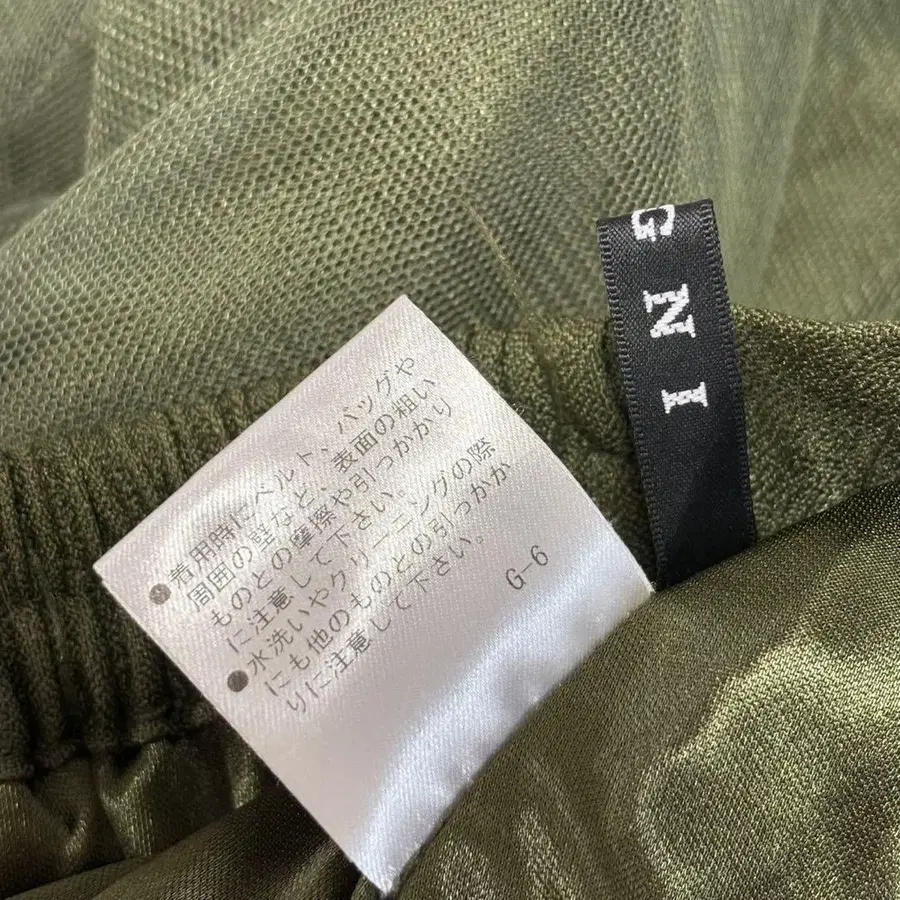 ●着用時にベルト、バッグや
周囲の壁など、表面の粗い
ものとの摩擦や引っかかり
に注意して下さい。
●水洗いやクリーニングの際
にも他のものとの引っかか
りに注意して下さい。
G-6
G N I